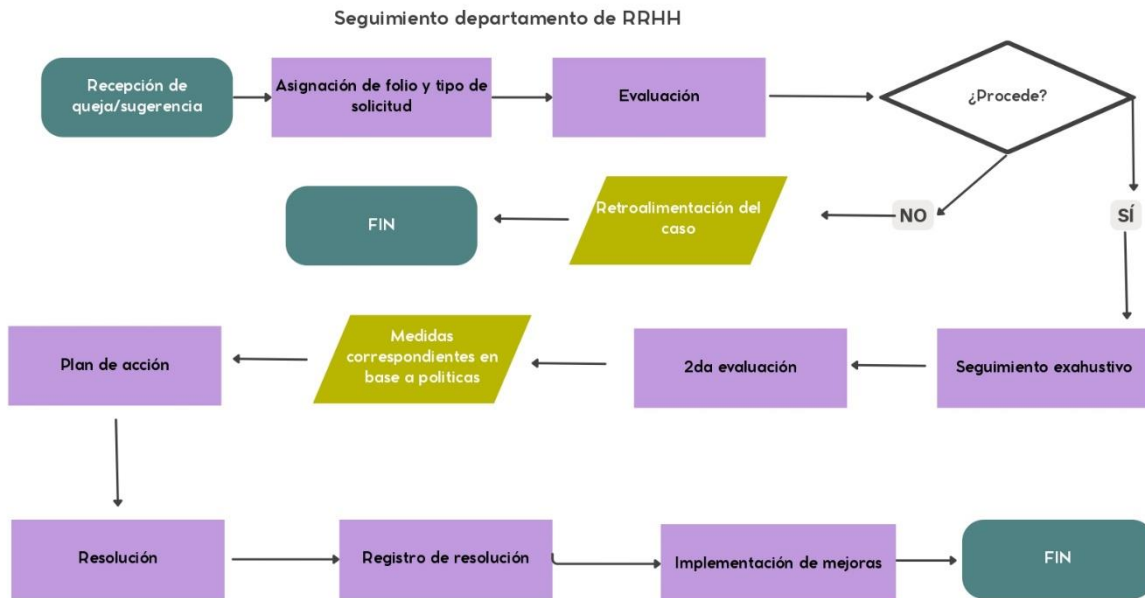 Seguimiento departamento de RRHH
Recepción de
queja/sugerencia
Asignación de folio y tipo de
solicitud
Evaluación
¿Procede?
FIN
Retroalimentación del
caso
NO
SÍ
Plan de acción
Medidas
correspondientes en
base a politicas
2da evaluación
Seguimiento exahustivo
Resolución
Registro de resolución
Implementación de mejoras
FIN